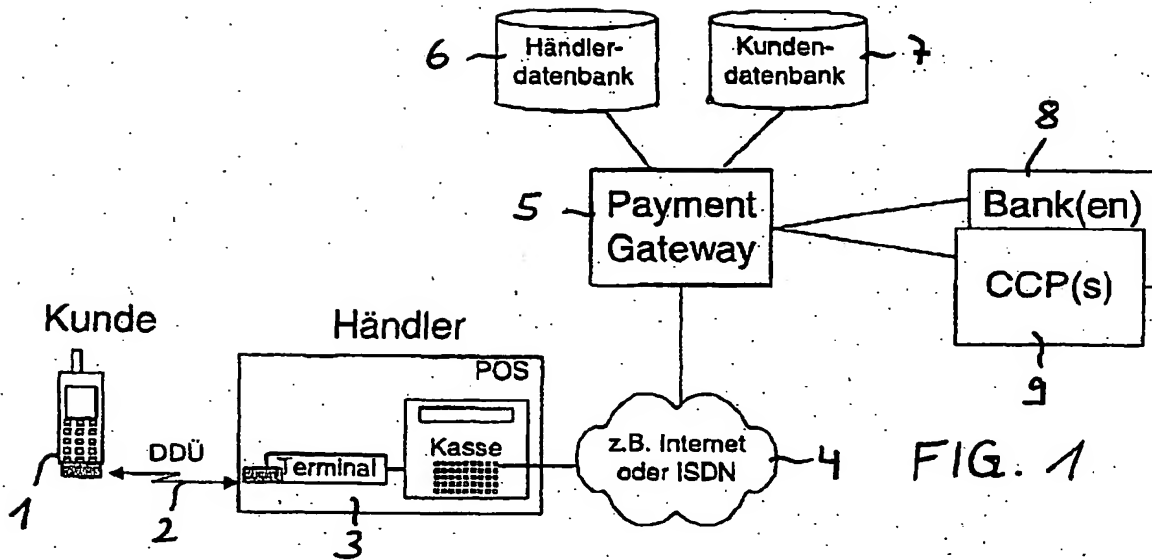 6
Händler-
datenbank
Kunden-
datenbank
7
8
5
Payment
Gateway
Bank(en)
CCP(s)
9
Kunde
Händler
POS
DDÜ
Terminal
Kasse
z.B. Internet
oder ISDN
4
FIG. 1
1
2
3